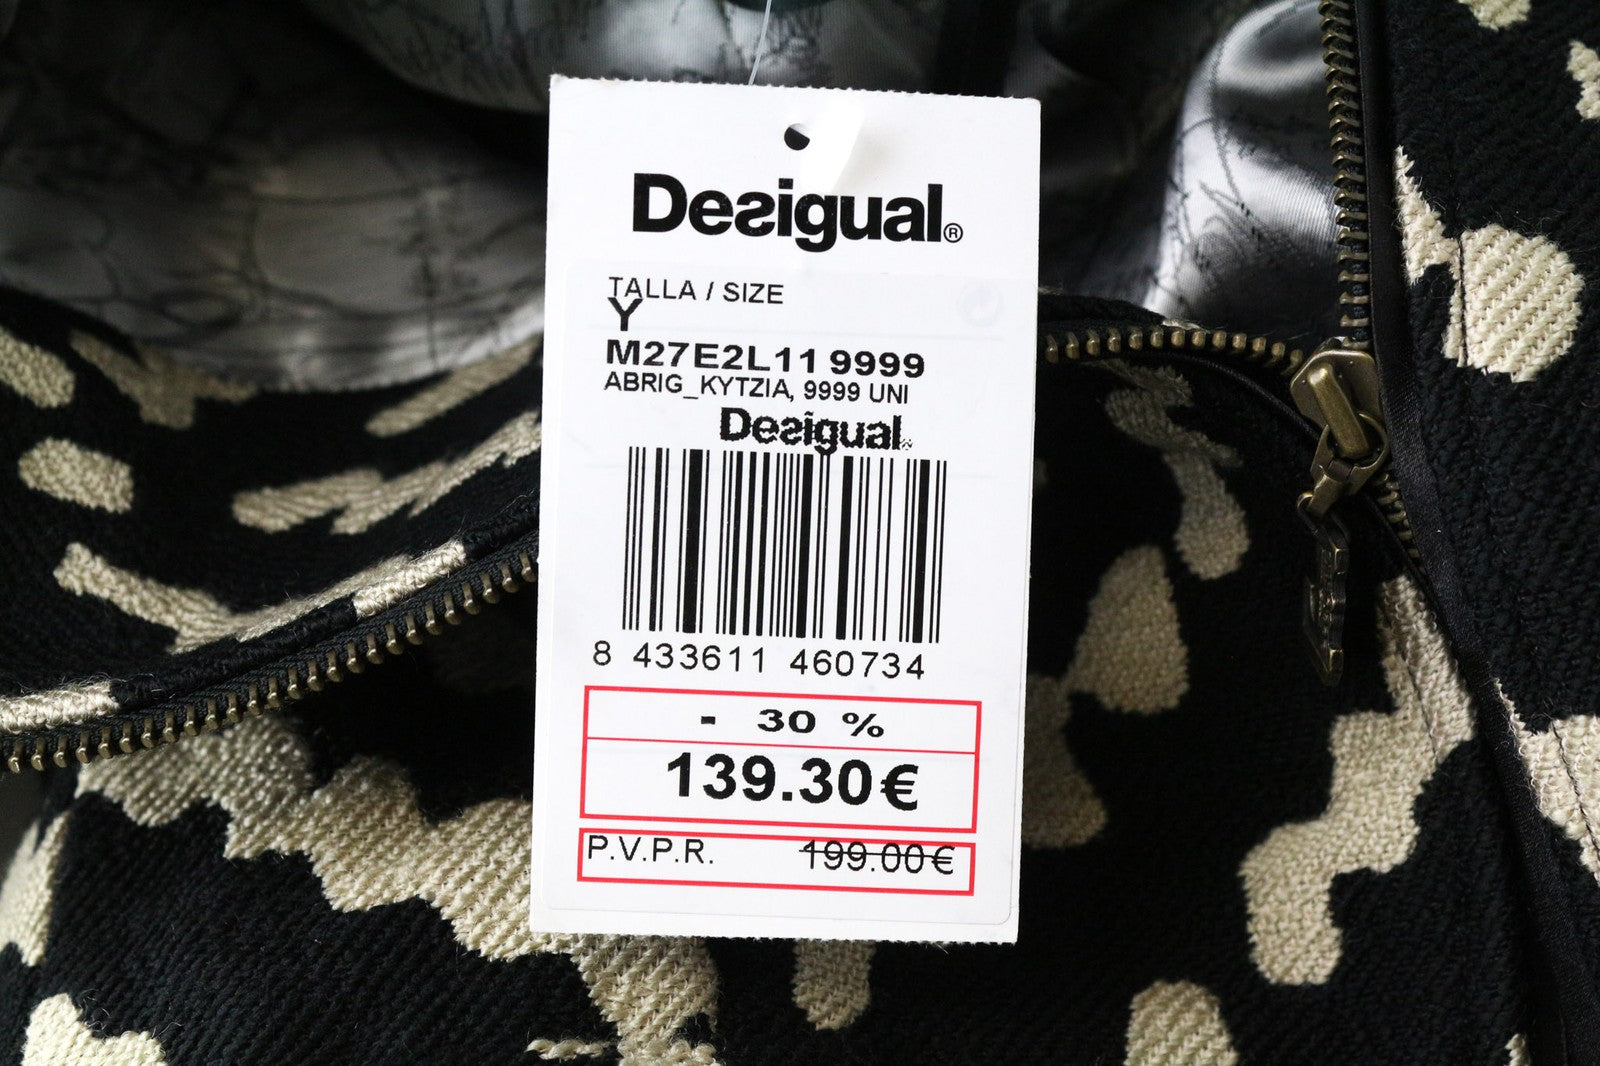 Desigual®
TALLA / SIZE
Y
M27E2L11 9999
ABRIG_KYTZIA, 9999 UNI
Desigual
8 433611 460734
- 30 %
139.30€
P.V.P.R. 199.00€